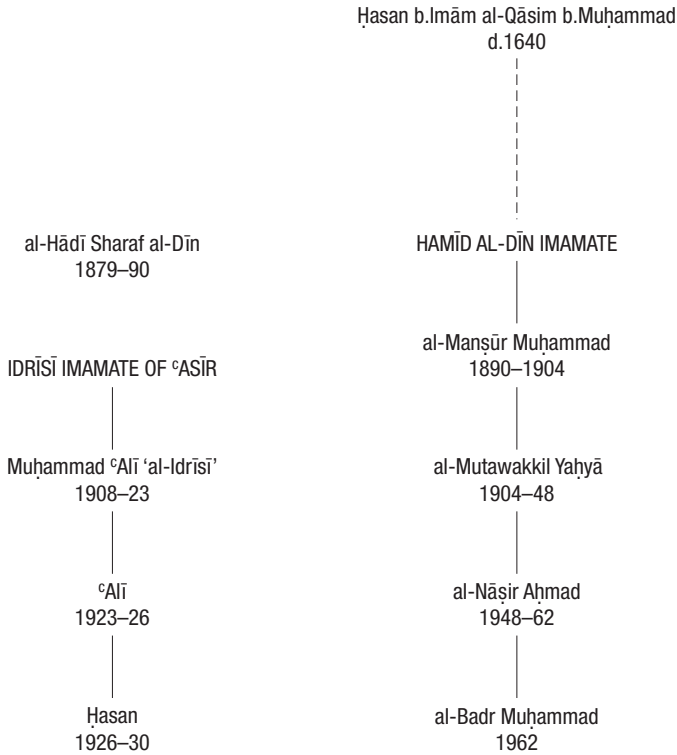 Ḥasan b.Imām al-Qāsim b.Muḥammad
d.1640
al-Hādī Sharaf al-Dīn
1879–90
HAMĪD AL-DĪN IMAMATE
al-Manṣūr Muḥammad
1890–1904
IDRĪSĪ IMAMATE OF ᶜASĪR
Muḥammad ᶜAlī ‘al-Idrīsī’
1908–23
al-Mutawakkil Yaḥyā
1904–48
ᶜAlī
1923–26
al-Nāṣir Aḥmad
1948–62
Ḥasan
1926–30
al-Badr Muḥammad
1962